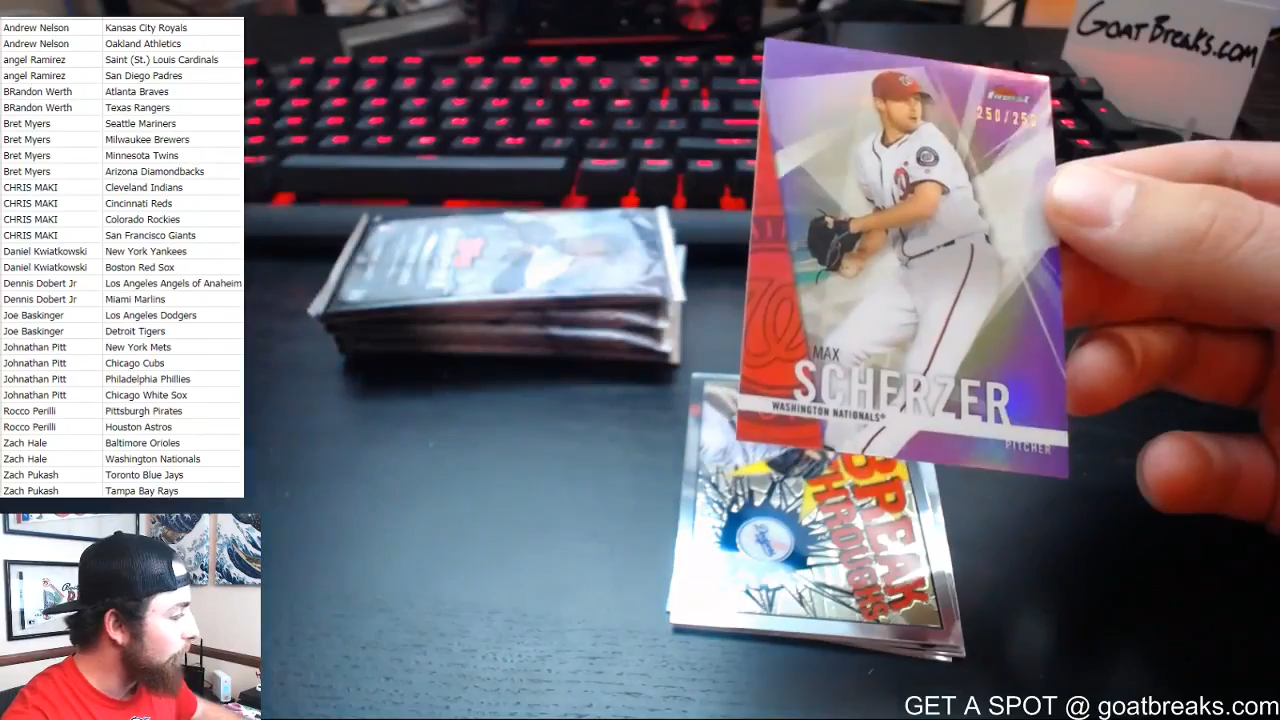 Andrew Nelson Kansas City Royals
Andrew Nelson Oakland Athletics
angel Ramirez Saint (St.) Louis Cardinals
angel Ramirez San Diego Padres
BRandon Werth Atlanta Braves
BRandon Werth Texas Rangers
Bret Myers Seattle Mariners
Bret Myers Milwaukee Brewers
Bret Myers Minnesota Twins
Bret Myers Arizona Diamondbacks
CHRIS MAKI Cleveland Indians
CHRIS MAKI Cincinnati Reds
CHRIS MAKI Colorado Rockies
CHRIS MAKI San Francisco Giants
Daniel Kwiatkowski New York Yankees
Daniel Kwiatkowski Boston Red Sox
Dennis Dobert Jr Los Angeles Angels of Anaheim
Dennis Dobert Jr Miami Marlins
Joe Baskinger Los Angeles Dodgers
Joe Baskinger Detroit Tigers
Johnathan Pitt New York Mets
Johnathan Pitt Chicago Cubs
Johnathan Pitt Philadelphia Phillies
Johnathan Pitt Chicago White Sox
Rocco Perilli Pittsburgh Pirates
Rocco Perilli Houston Astros
Zach Hale Baltimore Orioles
Zach Hale Washington Nationals
Zach Pukash Toronto Blue Jays
Zach Pukash Tampa Bay Rays
GOATBREAKS.COM
250/250
MAX
SCHERZER
WASHINGTON NATIONALS
PITCHER
BREAK
THROUGHS
GET A SPOT @ goatbreaks.com